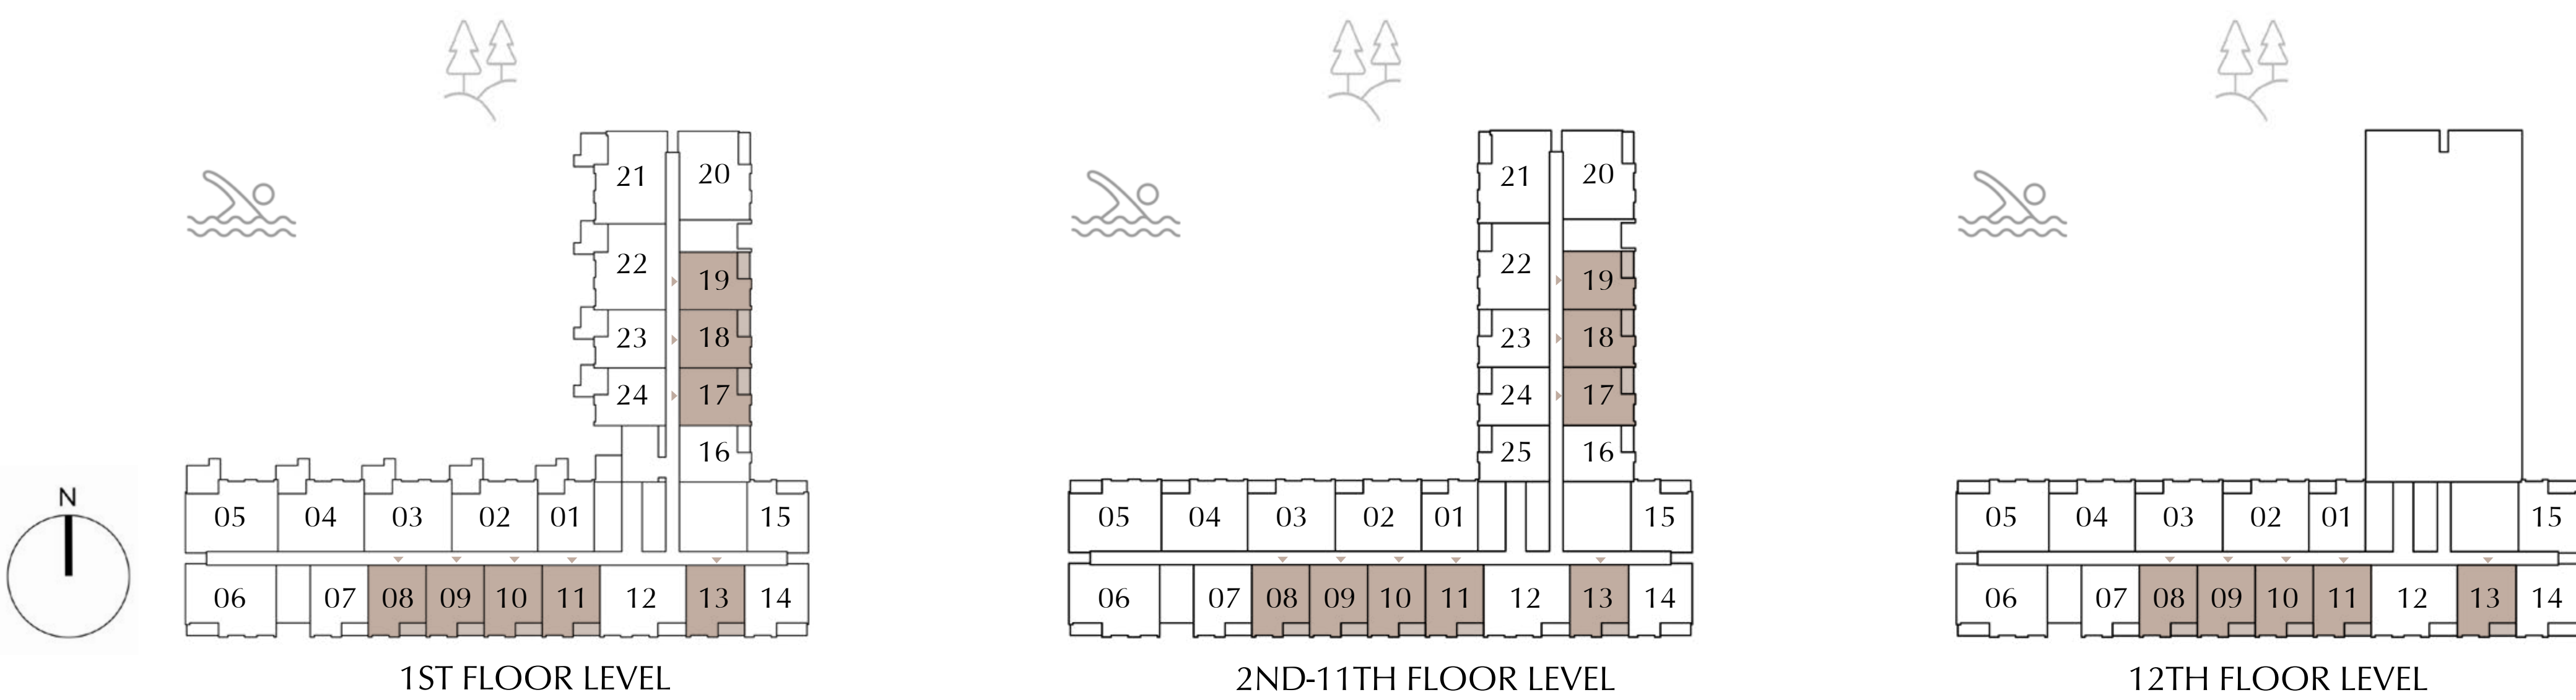 21 20 21 20
22 19 22 19
23 18 23 18
24 17 24 17
16 25 16
N
05 04 03 02 01 15 05 04 03 02 01 15 05 04 03 02 01 15
06 07 08 09 10 11 12 13 14 06 07 08 09 10 11 12 13 14 06 07 08 09 10 11 12 13 14
1ST FLOOR LEVEL 2ND-11TH FLOOR LEVEL 12TH FLOOR LEVEL